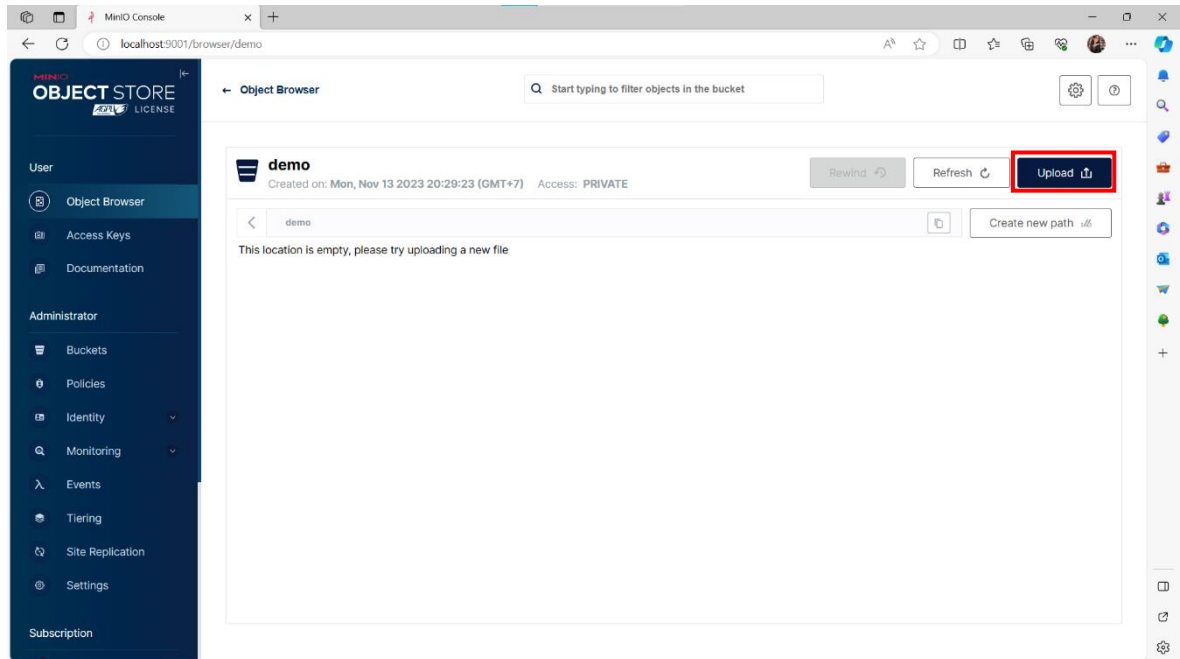 MinIO Console
localhost:9001/browser/demo
MINIO
OBJECT STORE
AGPLV3 LICENSE
User
Object Browser
Access Keys
Documentation
Administrator
Buckets
Policies
Identity
Monitoring
Events
Tiering
Site Replication
Settings
Subscription
← Object Browser
Start typing to filter objects in the bucket
demo
Created on: Mon, Nov 13 2023 20:29:23 (GMT+7) Access: PRIVATE
Rewind
Refresh
Upload
demo
Create new path
This location is empty, please try uploading a new file